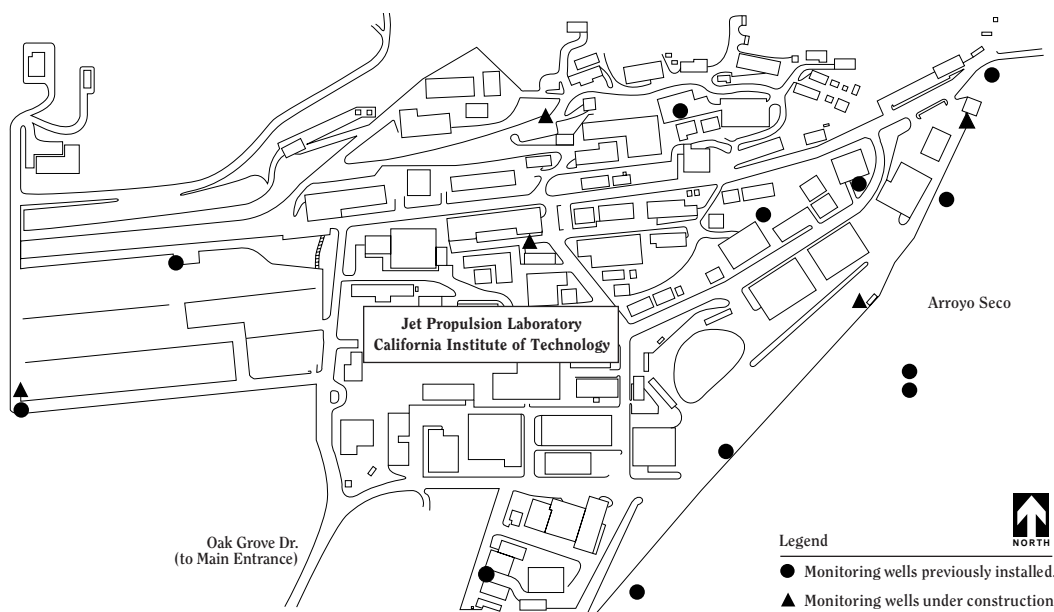 Jet Propulsion Laboratory
California Institute of Technology
Arroyo Seco
Oak Grove Dr.
(to Main Entrance)
NORTH
Legend
Monitoring wells previously installed.
Monitoring wells under construction